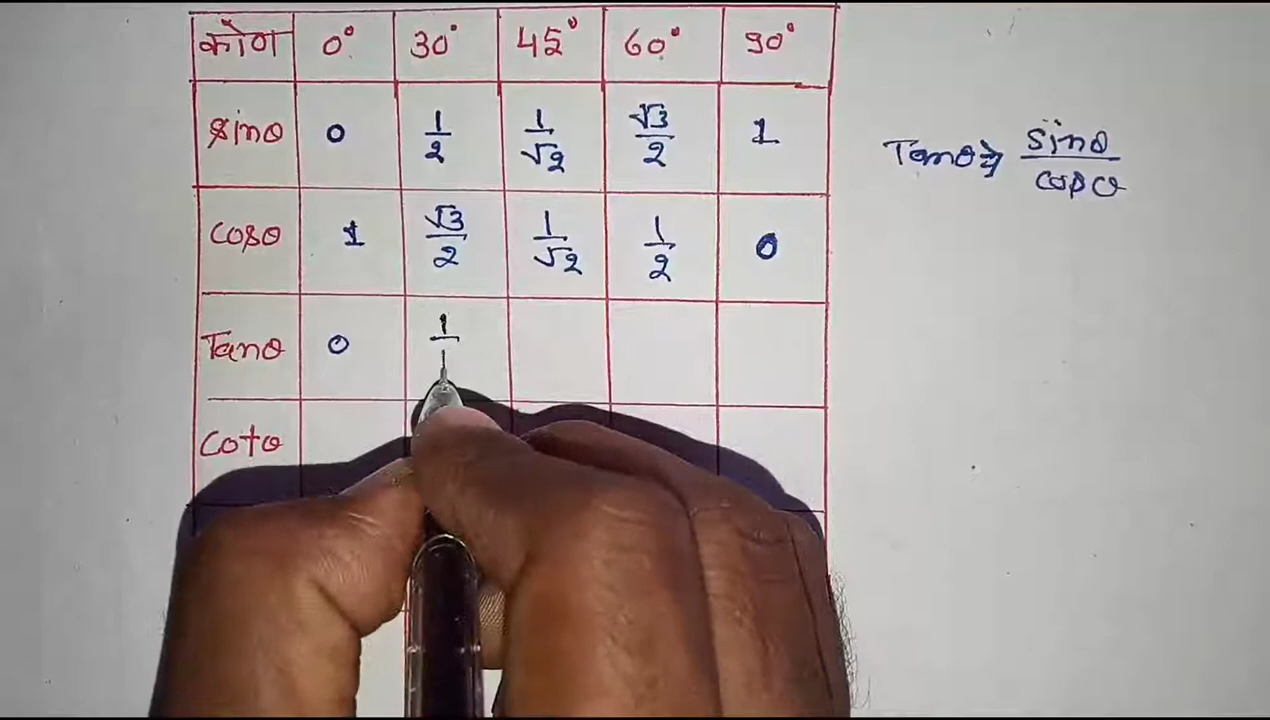 कोण 0° 30° 45° 60° 90°
sinθ 0 1/2 1/√2 √3/2 1
cosθ 1 √3/2 1/√2 1/2 0
Tanθ 0 1/
cotθ
Tanθ ⇒ sinθ/cosθ